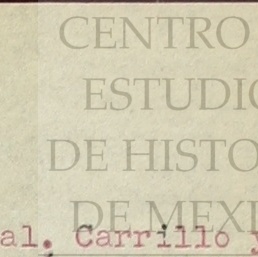 CENTRO
ESTUDIO
DE HISTO
DE MEXI
al, Carrillo y